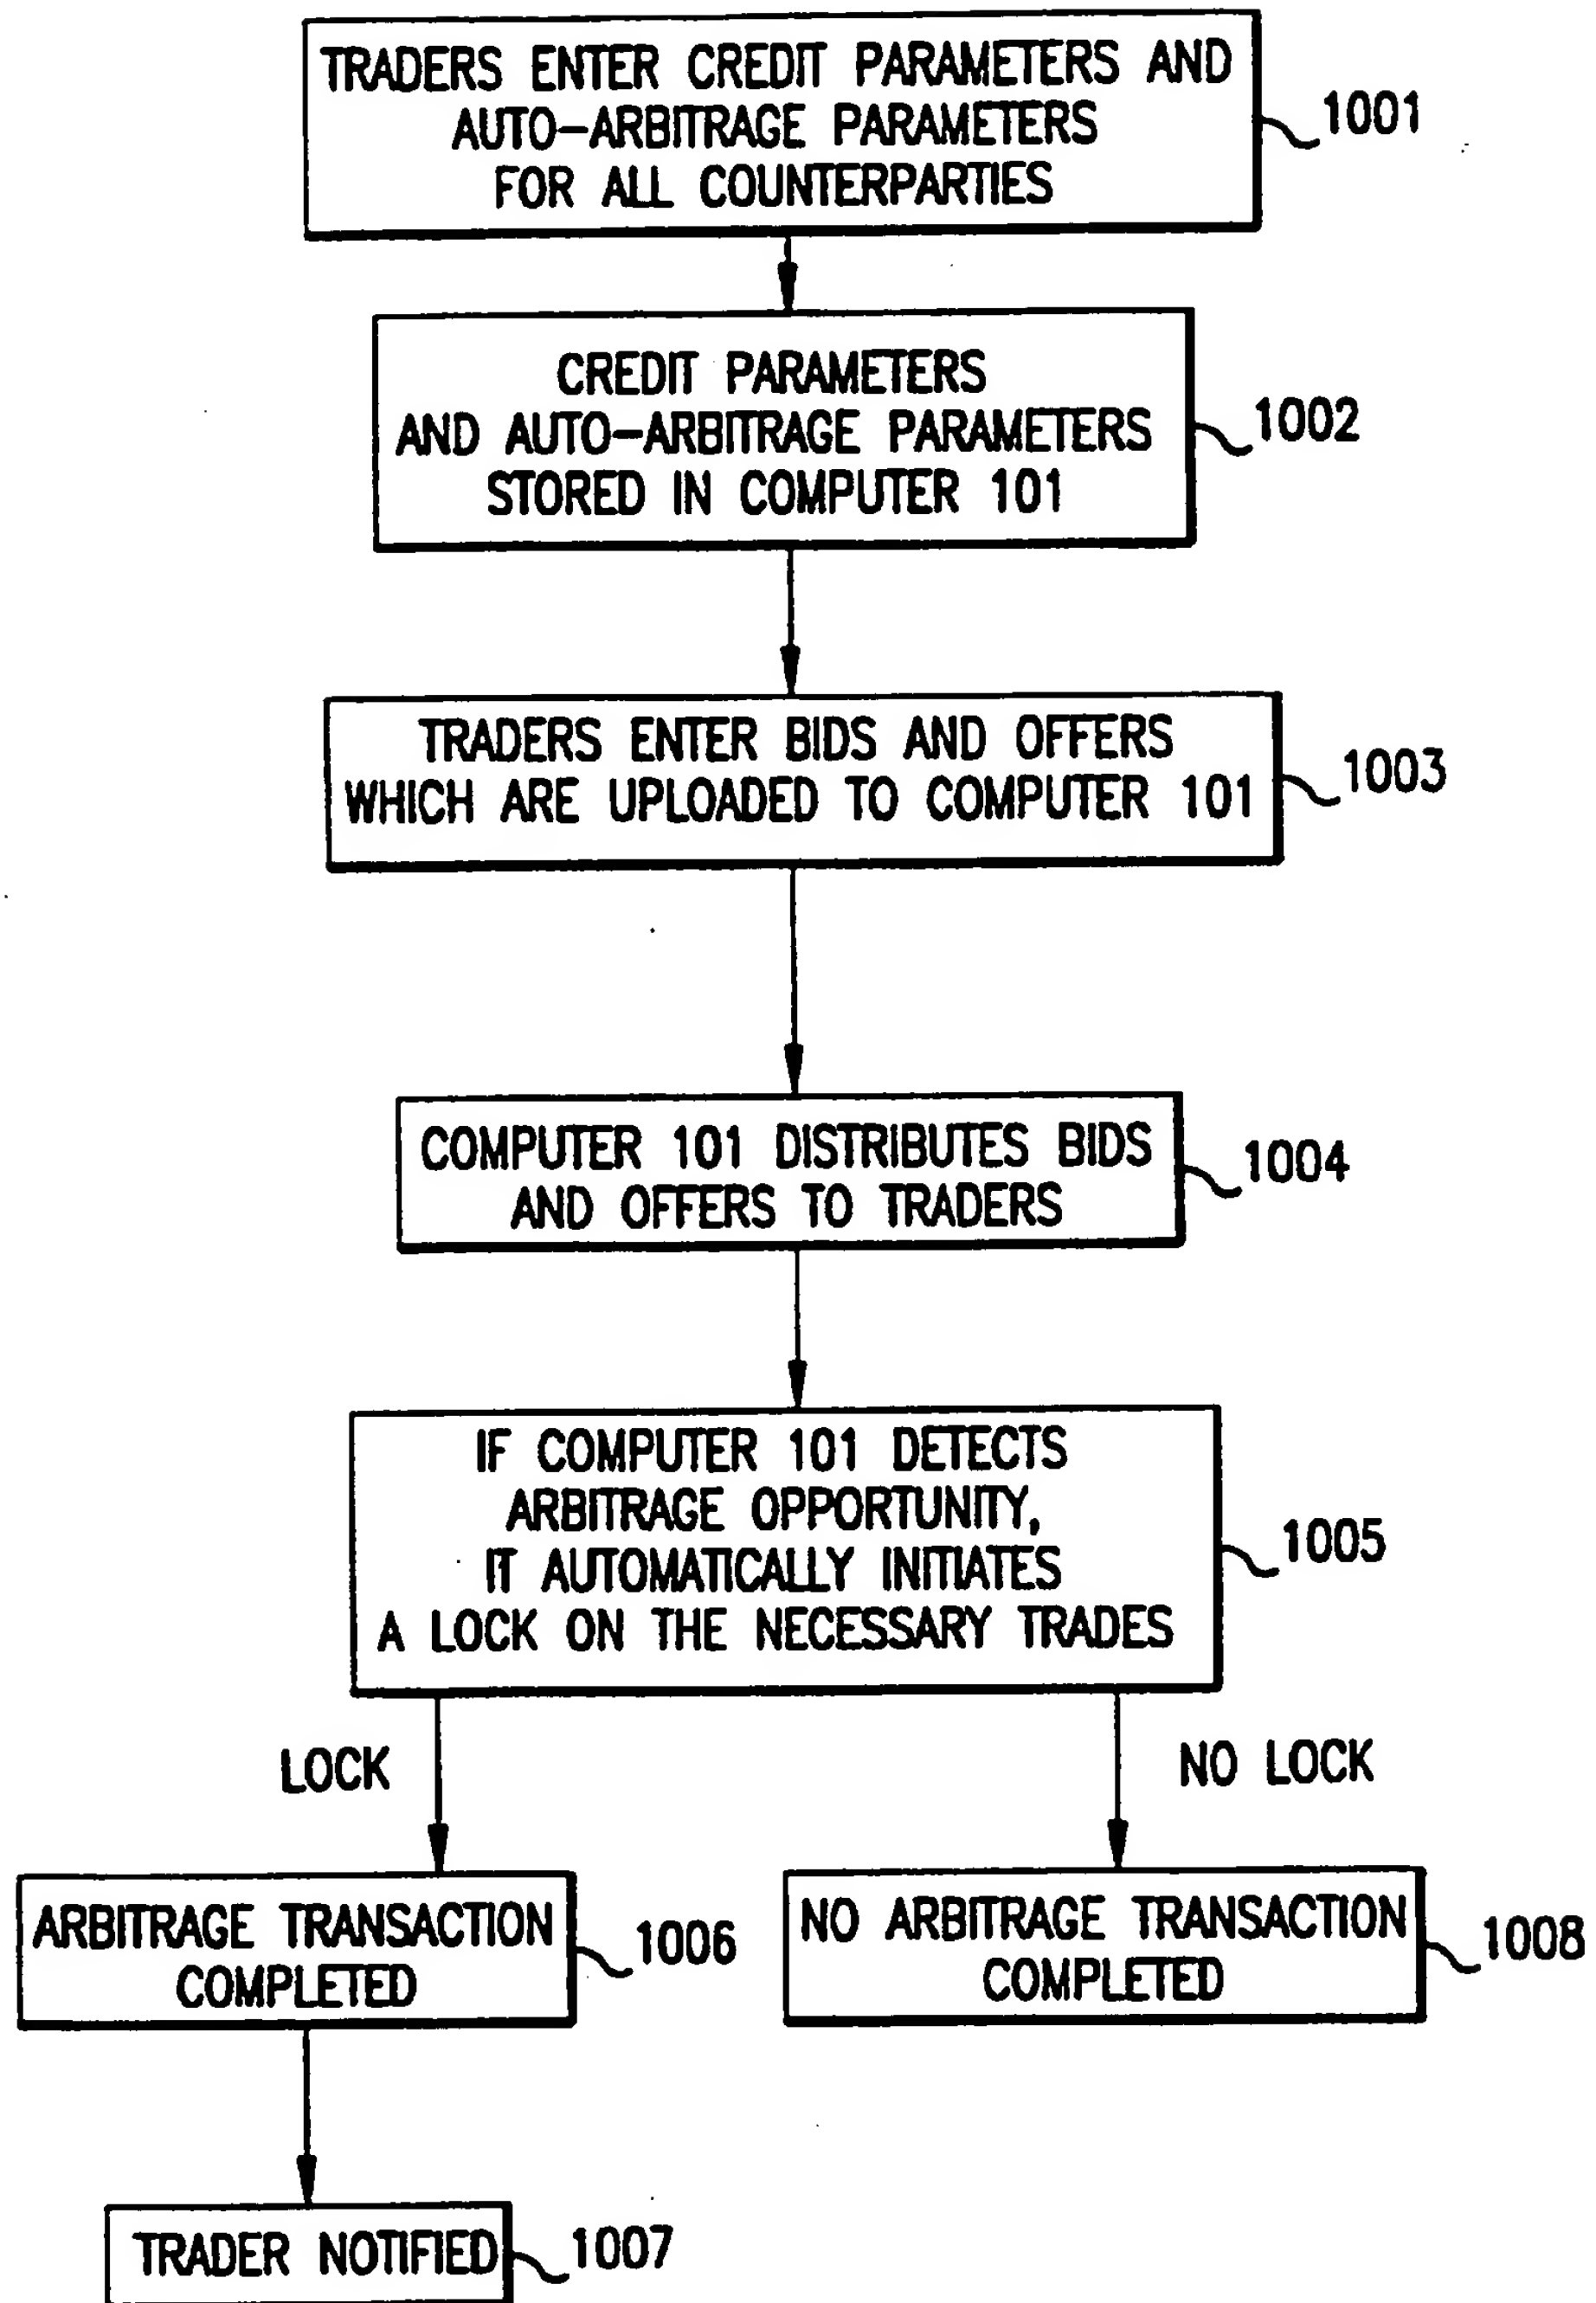 TRADERS ENTER CREDIT PARAMETERS AND
AUTO-ARBITRAGE PARAMETERS
FOR ALL COUNTERPARTIES
1001
CREDIT PARAMETERS
AND AUTO-ARBITRAGE PARAMETERS
STORED IN COMPUTER 101
1002
TRADERS ENTER BIDS AND OFFERS
WHICH ARE UPLOADED TO COMPUTER 101
1003
COMPUTER 101 DISTRIBUTES BIDS
AND OFFERS TO TRADERS
1004
IF COMPUTER 101 DETECTS
ARBITRAGE OPPORTUNITY,
IT AUTOMATICALLY INITIATES
A LOCK ON THE NECESSARY TRADES
1005
LOCK
NO LOCK
ARBITRAGE TRANSACTION
COMPLETED
1006
NO ARBITRAGE TRANSACTION
COMPLETED
1008
TRADER NOTIFIED
1007